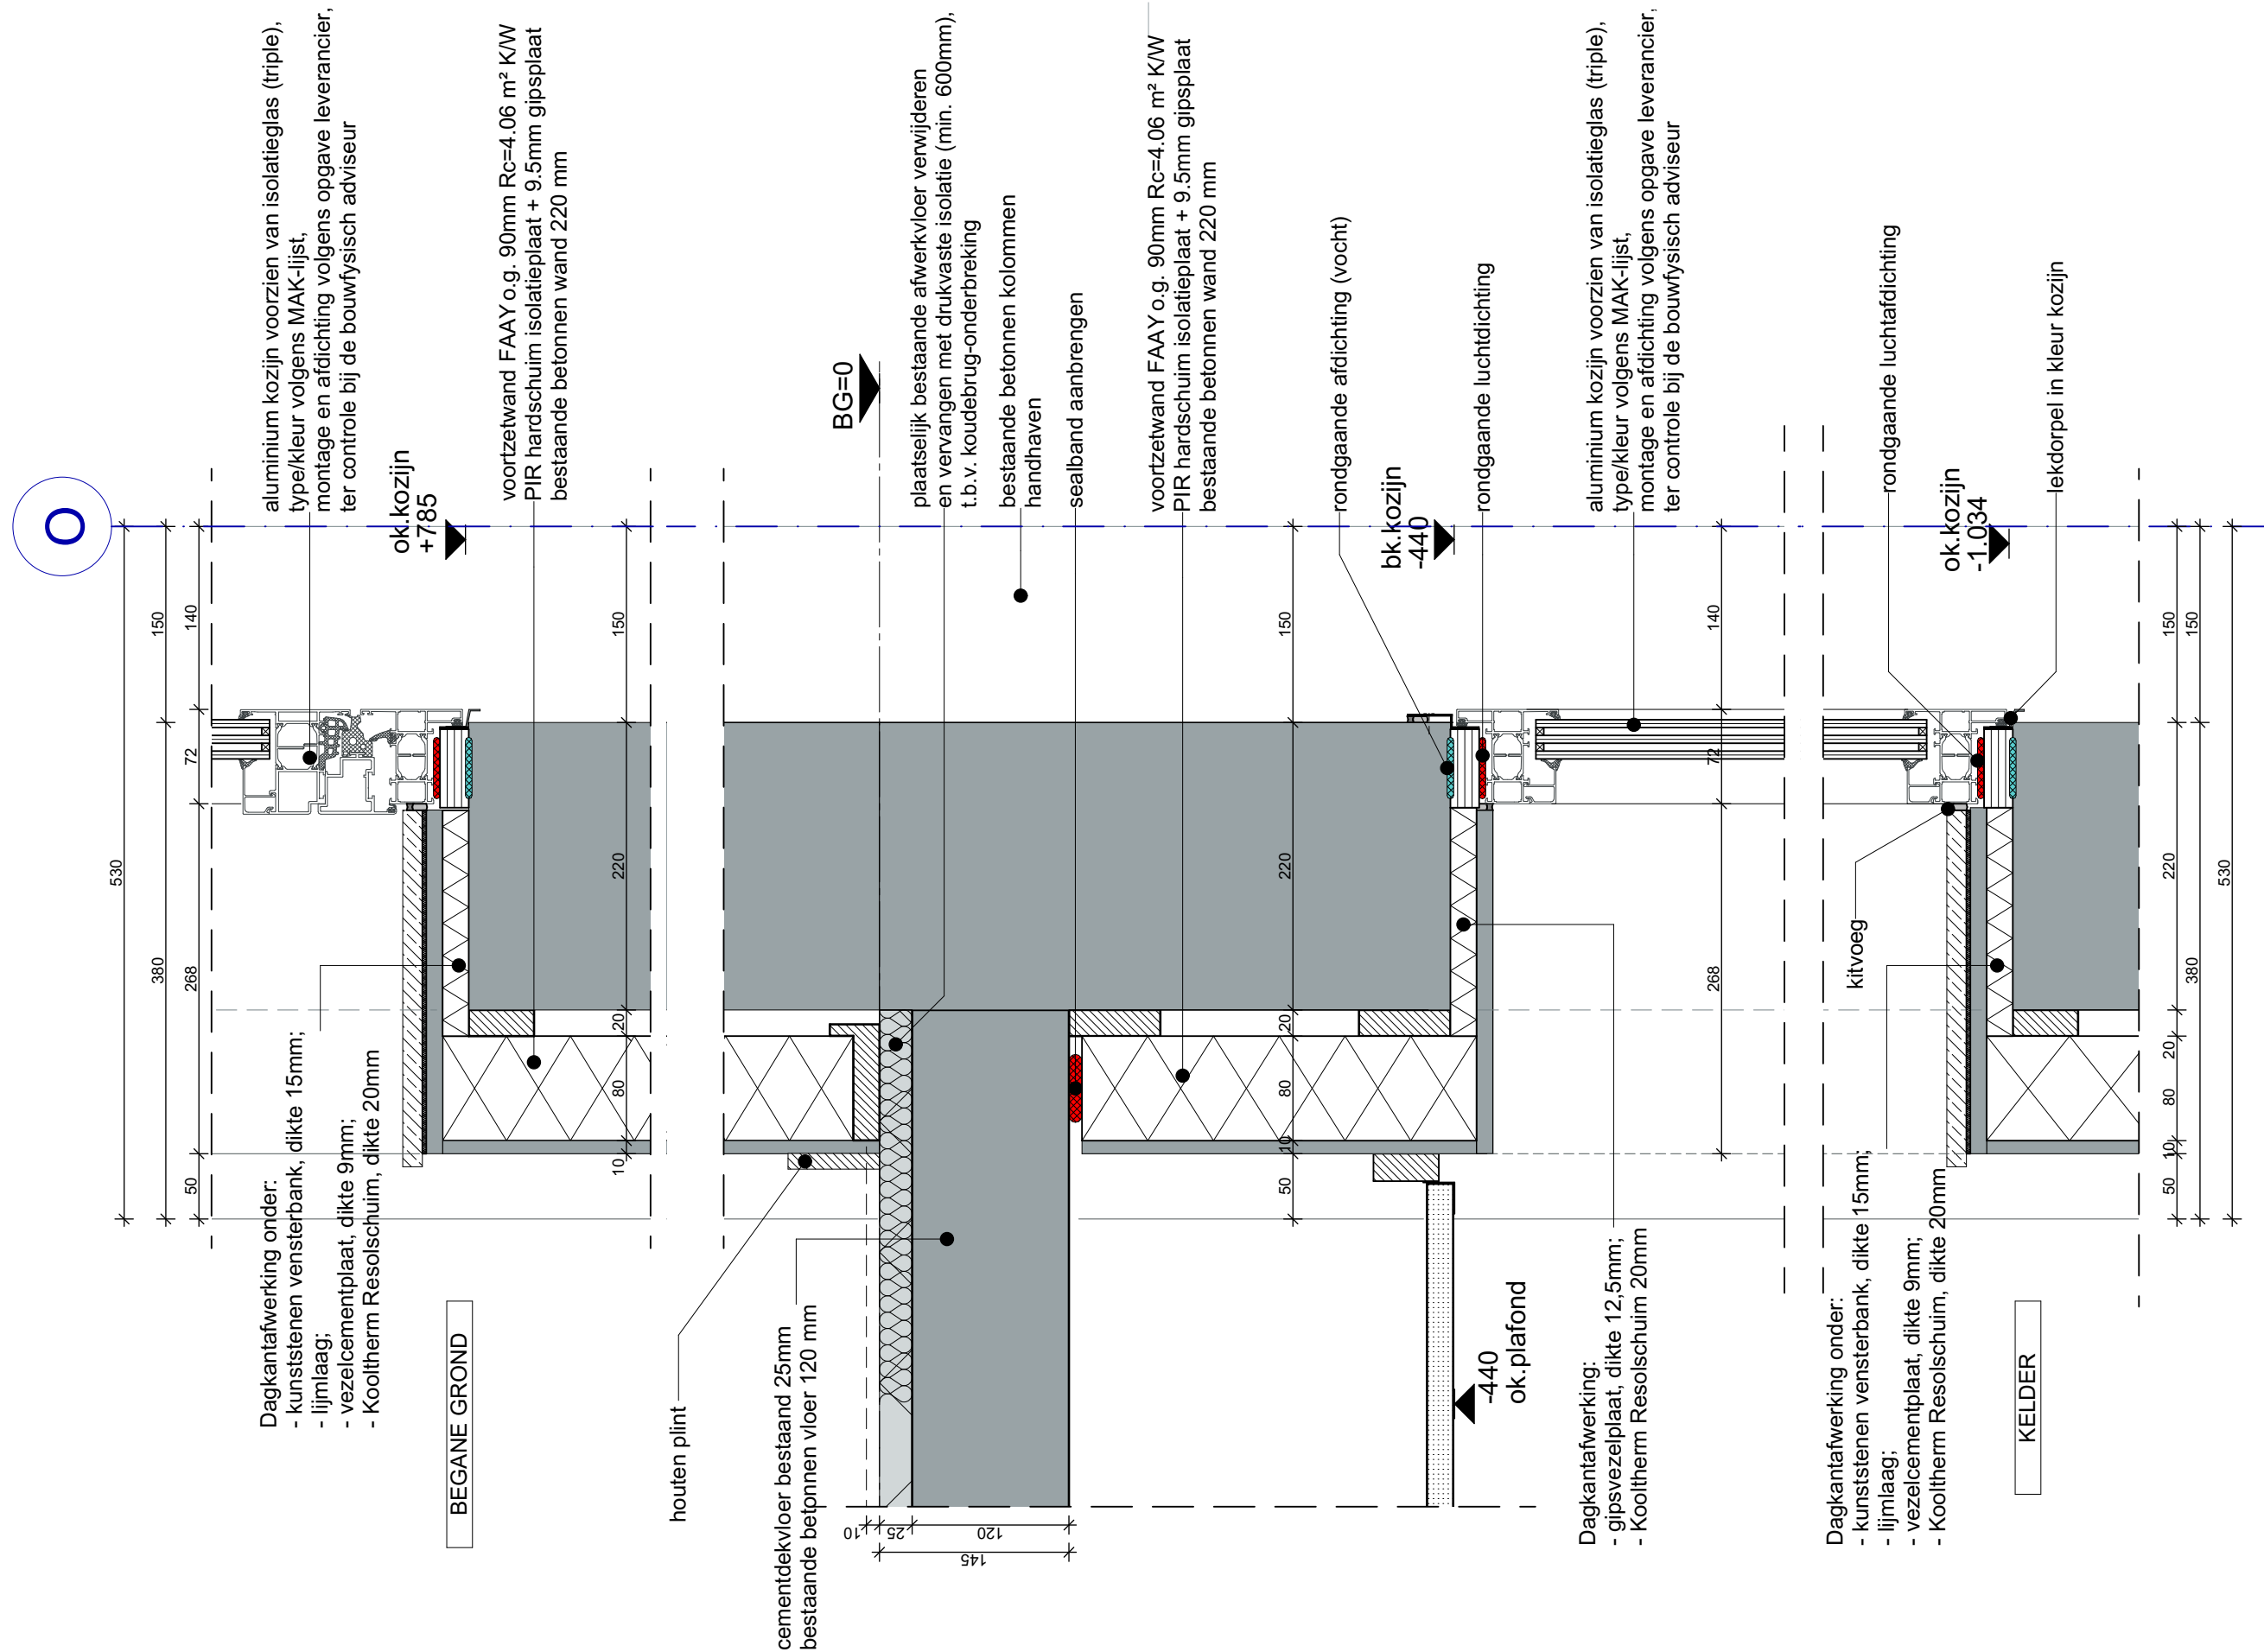 O
aluminium kozijn voorzien van isolatieglas (triple),
type/kleur volgens MAK-lijst,
montage en afdichting volgens opgave leverancier,
ter controle bij de bouwfysisch adviseur
ok.kozijn
+785
voortzetwand FAAY o.g. 90mm Rc=4.06 m² K/W
PIR hardschuim isolatieplaat + 9.5mm gipsplaat
bestaande betonnen wand 220 mm
BG=0
plaatselijk bestaande afwerkvloer verwijderen
en vervangen met drukvaste isolatie (min. 600mm),
t.b.v. koudebrug-onderbreking
bestaande betonnen kolommen
handhaven
sealband aanbrengen
voortzetwand FAAY o.g. 90mm Rc=4.06 m² K/W
PIR hardschuim isolatieplaat + 9.5mm gipsplaat
bestaande betonnen wand 220 mm
rondgaande afdichting (vocht)
bk.kozijn
-440
rondgaande luchtdichting
aluminium kozijn voorzien van isolatieglas (triple),
type/kleur volgens MAK-lijst,
montage en afdichting volgens opgave leverancier,
ter controle bij de bouwfysisch adviseur
rondgaande luchtafdichting
ok.kozijn
-1.034
lekdorpel in kleur kozijn
530
150
380
140
72
268
50
150
220
20
80
10
150
220
20
80
10
50
140
72
268
kitvoeg
150
220
20
80
10
50
150
380
530
Dagkantafwerking onder:
- kunststenen vensterbank, dikte 15mm;
- lijmlaag;
- vezelcementplaat, dikte 9mm;
- Kooltherm Resolschuim, dikte 20mm
BEGANE GROND
houten plint
cementdekvloer bestaand 25mm
bestaande betonnen vloer 120 mm
10
25
120
145
-440
ok.plafond
Dagkantafwerking:
- gipsvezelplaat, dikte 12,5mm;
- Kooltherm Resolschuim 20mm
Dagkantafwerking onder:
- kunststenen vensterbank, dikte 15mm;
- lijmlaag;
- vezelcementplaat, dikte 9mm;
- Kooltherm Resolschuim, dikte 20mm
KELDER